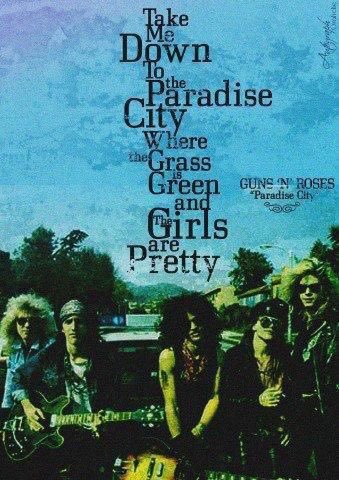 Take
Me
Down
To
the
Paradise
City
Where
the
Grass
is
Green
and
The
Girls
are
Pretty
GUNS 'N' ROSES
"Paradise City"